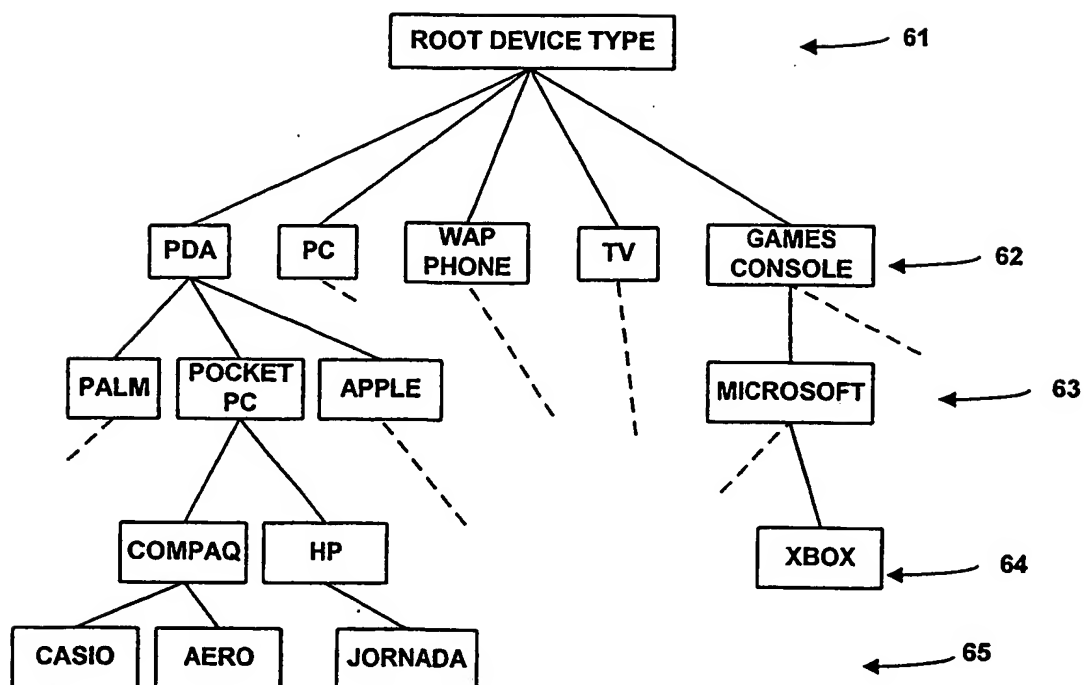 ROOT DEVICE TYPE
61
PDA
PC
WAP
PHONE
TV
GAMES
CONSOLE
62
PALM
POCKET
PC
APPLE
MICROSOFT
63
COMPAQ
HP
XBOX
64
CASIO
AERO
JORNADA
65